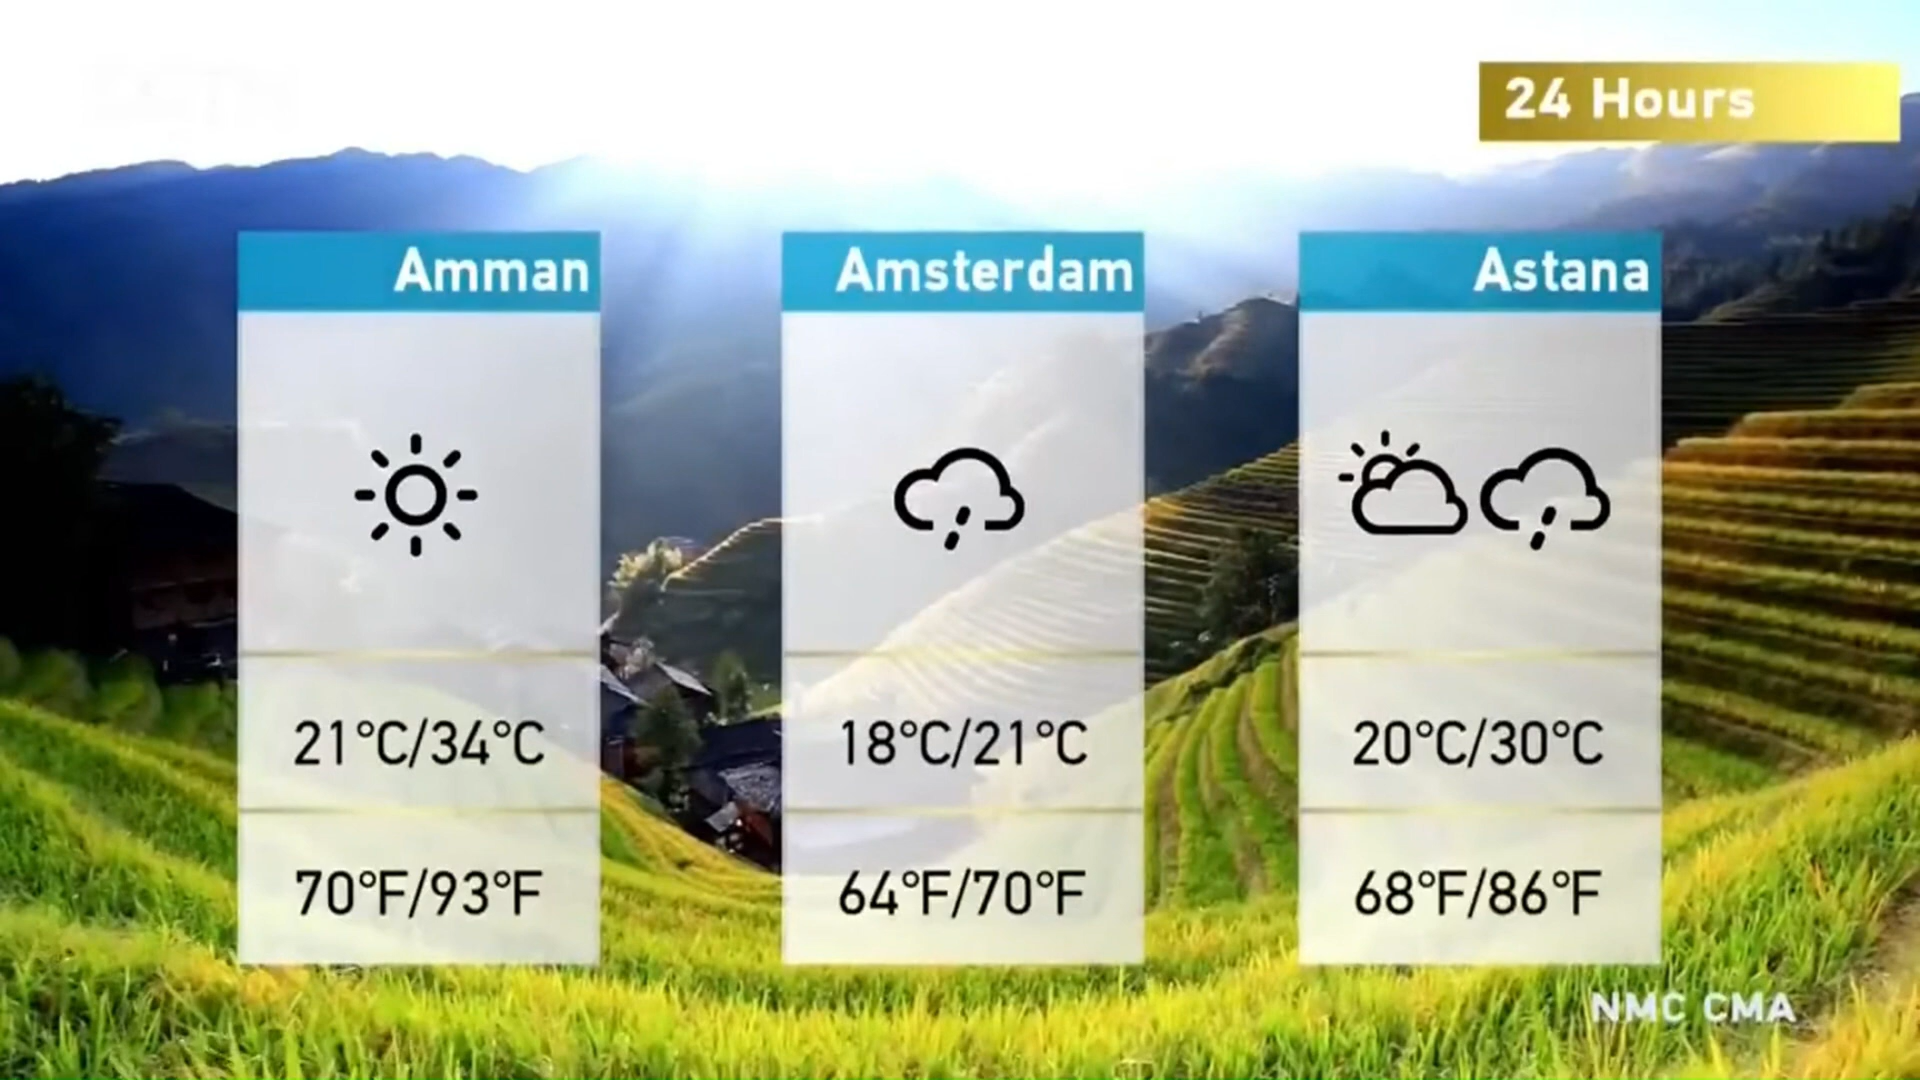 24 Hours
Amman
Amsterdam
Astana
21°C/34°C
18°C/21°C
20°C/30°C
70°F/93°F
64°F/70°F
68°F/86°F
NMC CMA